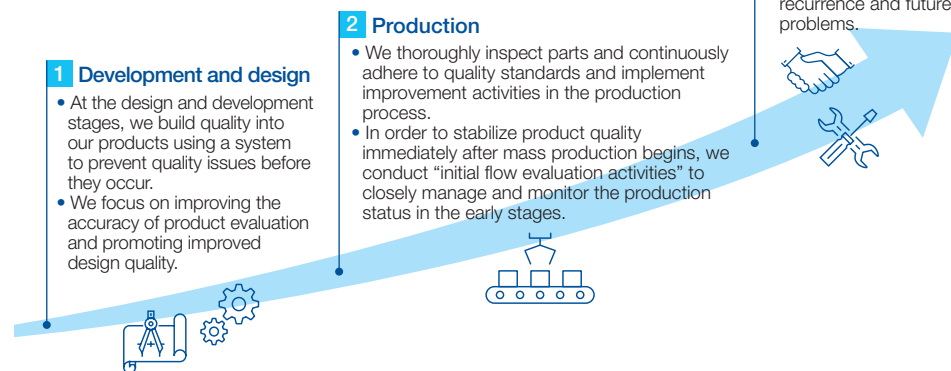 1 Development and design
• At the design and development
stages, we build quality into
our products using a system
to prevent quality issues before
they occur.
• We focus on improving the
accuracy of product evaluation
and promoting improved
design quality.
2 Production
• We thoroughly inspect parts and continuously
adhere to quality standards and implement
improvement activities in the production
process.
• In order to stabilize product quality
immediately after mass production begins, we
conduct “initial flow evaluation activities” to
closely manage and monitor the production
status in the early stages.
recurrence and future
problems.